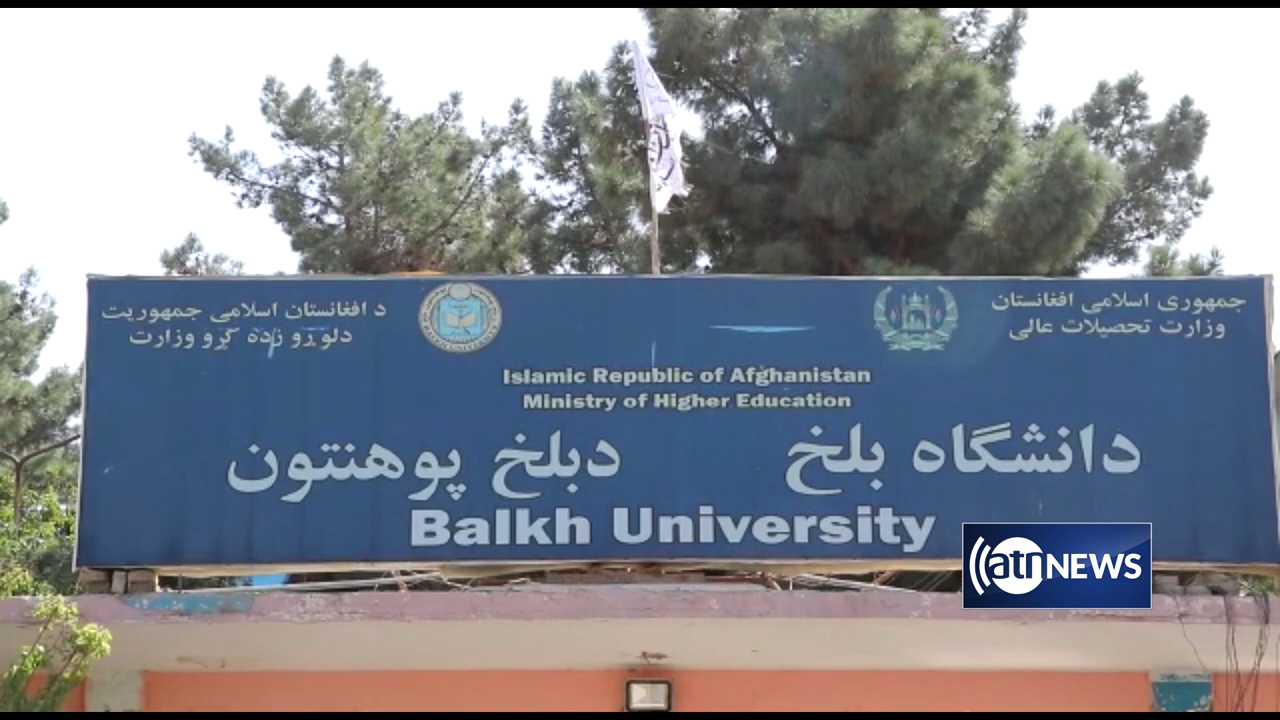 جمهوری اسلامی افغانستان
وزارت تحصیلات عالی
د افغانستان اسلامی جمهوریت
دلوړو زده کړو وزارت
Islamic Republic of Afghanistan
Ministry of Higher Education
دانشگاه بلخ
دبلخ پوهنتون
Balkh University
atn NEWS